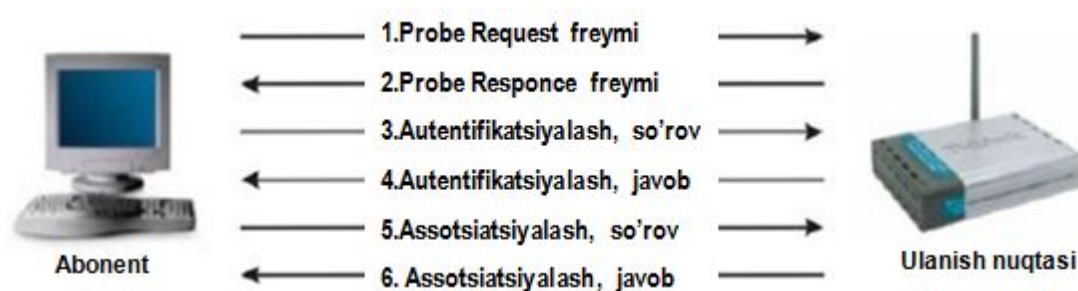 1.Probe Request freymi
2.Probe Responce freymi
3.Autentifikatsiyalash, so'rov
4.Autentifikatsiyalash, javob
5.Assotsiatsiyalash, so'rov
6. Assotsiatsiyalash, javob
Abonent
Ulanish nuqtasi